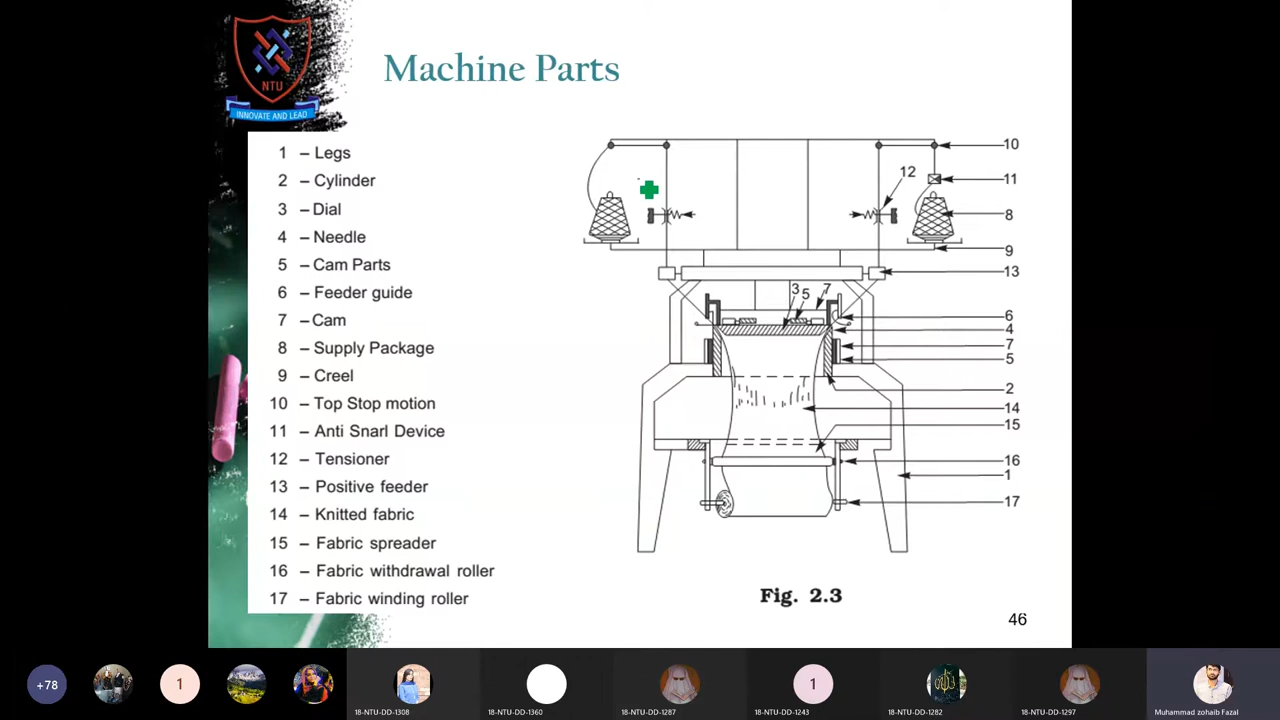 NTU
INNOVATE AND LEAD
Machine Parts
1 – Legs
2 – Cylinder
3 – Dial
4 – Needle
5 – Cam Parts
6 – Feeder guide
7 – Cam
8 – Supply Package
9 – Creel
10 – Top Stop motion
11 – Anti Snarl Device
12 – Tensioner
13 – Positive feeder
14 – Knitted fabric
15 – Fabric spreader
16 – Fabric withdrawal roller
17 – Fabric winding roller
10
12
11
8
9
13
3
5
7
6
4
7
5
2
14
15
16
1
17
Fig. 2.3
46
+78
1
18-NTU-DD-1308
18-NTU-DD-1360
18-NTU-DD-1287
1
18-NTU-DD-1243
18-NTU-DD-1282
18-NTU-DD-1297
Muhammad zohaib Fazal